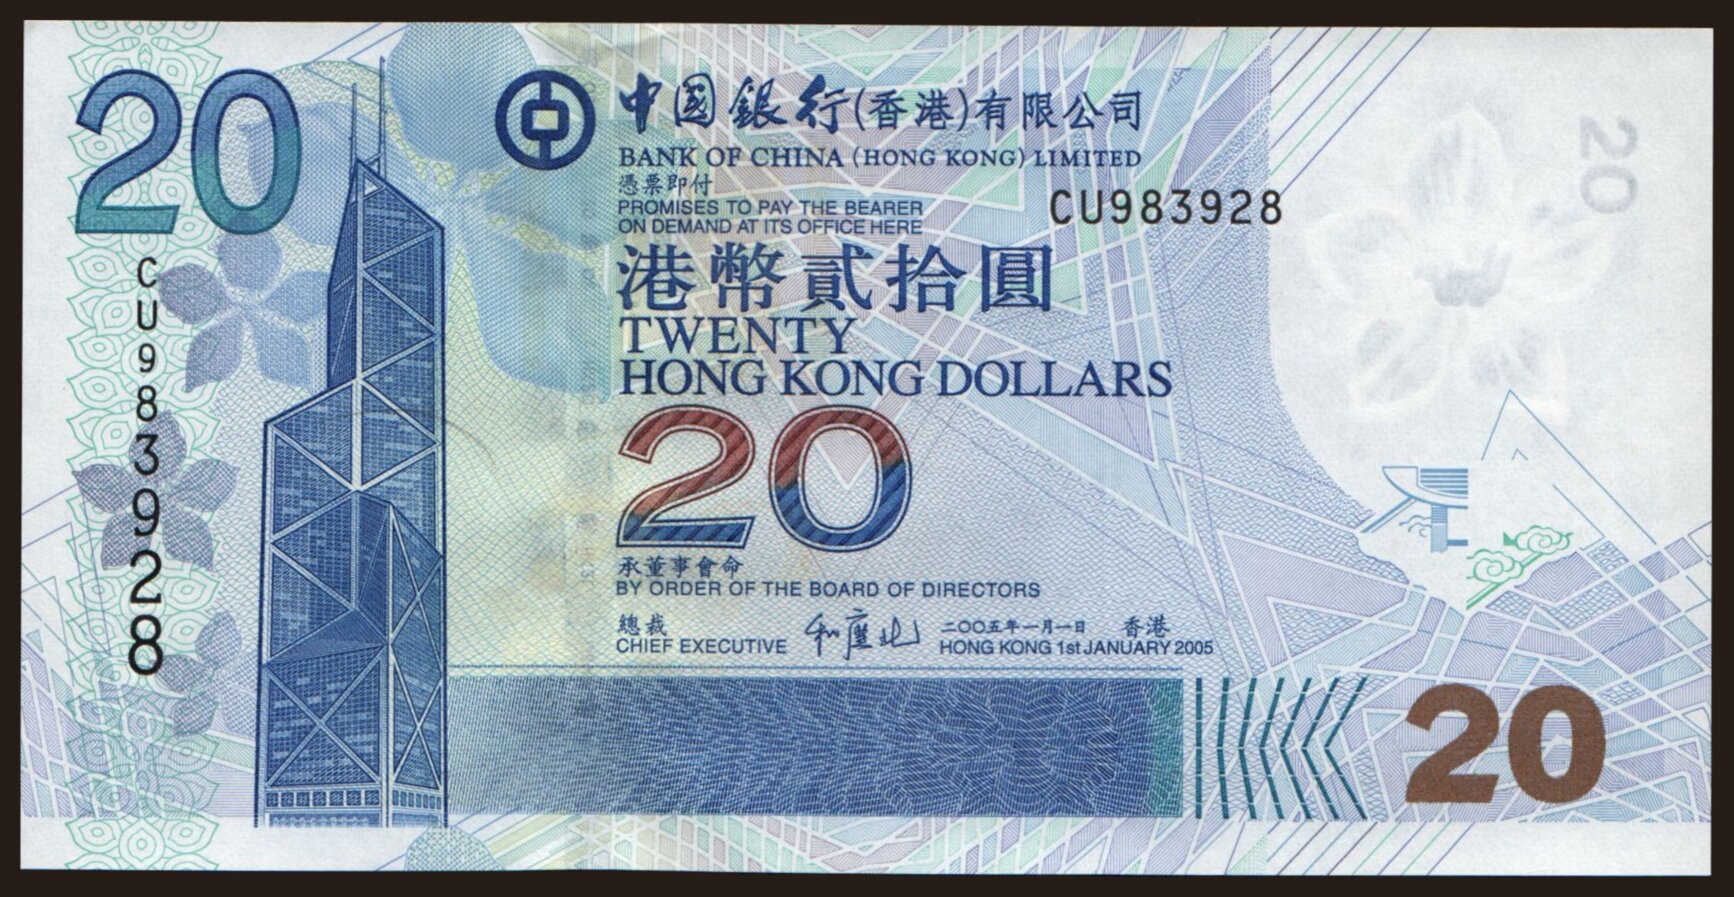 20
中國銀行(香港)有限公司
BANK OF CHINA (HONG KONG) LIMITED
憑票即付
PROMISES TO PAY THE BEARER
ON DEMAND AT ITS OFFICE HERE
CU983928
港幣貳拾圓
TWENTY
HONG KONG DOLLARS
20
承董事會命
BY ORDER OF THE BOARD OF DIRECTORS
總裁
CHIEF EXECUTIVE
二〇〇五年一月一日 香港
HONG KONG 1st JANUARY 2005
CU983928
20
20